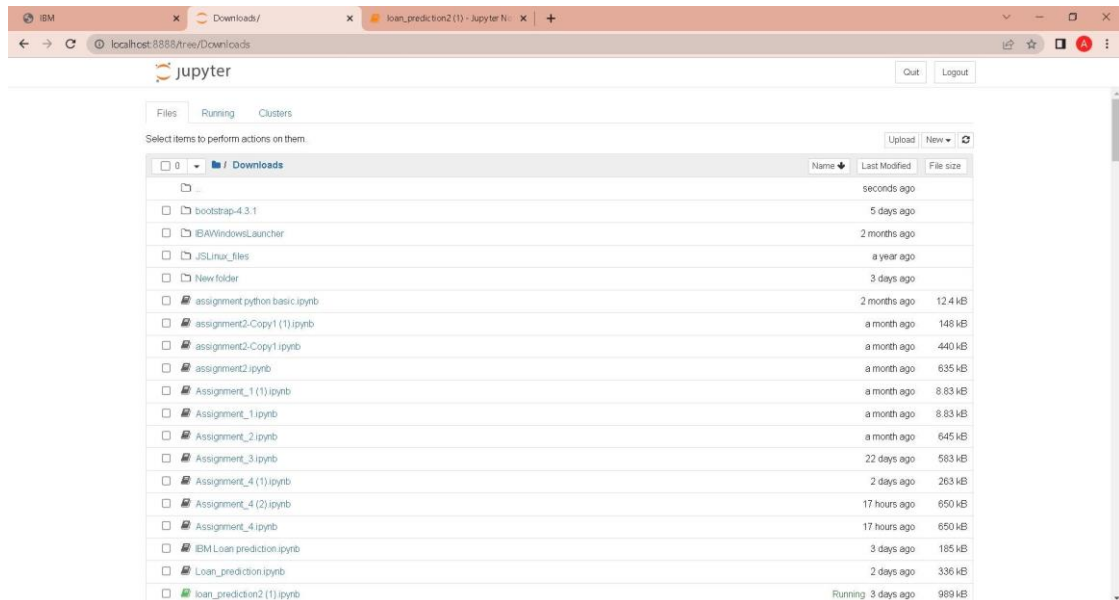 IBM Downloads/ loan_prediction2 (1) - Jupyter No
localhost:8888/tree/Downloads A
jupyter Quit Logout
Files Running Clusters
Select items to perform actions on them. Upload New
0 / Downloads Name Last Modified File size
.. seconds ago
bootstrap-4.3.1 5 days ago
IBAWindowsLauncher 2 months ago
JSLinux_files a year ago
New folder 3 days ago
assignment python basic.ipynb 2 months ago 12.4 kB
assignment2-Copy1 (1).ipynb a month ago 148 kB
assignment2-Copy1.ipynb a month ago 440 kB
assignment2.ipynb a month ago 635 kB
Assignment_1 (1).ipynb a month ago 8.83 kB
Assignment_1.ipynb a month ago 8.83 kB
Assignment_2.ipynb a month ago 645 kB
Assignment_3.ipynb 22 days ago 583 kB
Assignment_4 (1).ipynb 2 days ago 263 kB
Assignment_4 (2).ipynb 17 hours ago 650 kB
Assignment_4.ipynb 17 hours ago 650 kB
IBM Loan prediction.ipynb 3 days ago 185 kB
Loan_prediction.ipynb 2 days ago 336 kB
loan_prediction2 (1).ipynb Running 3 days ago 989 kB